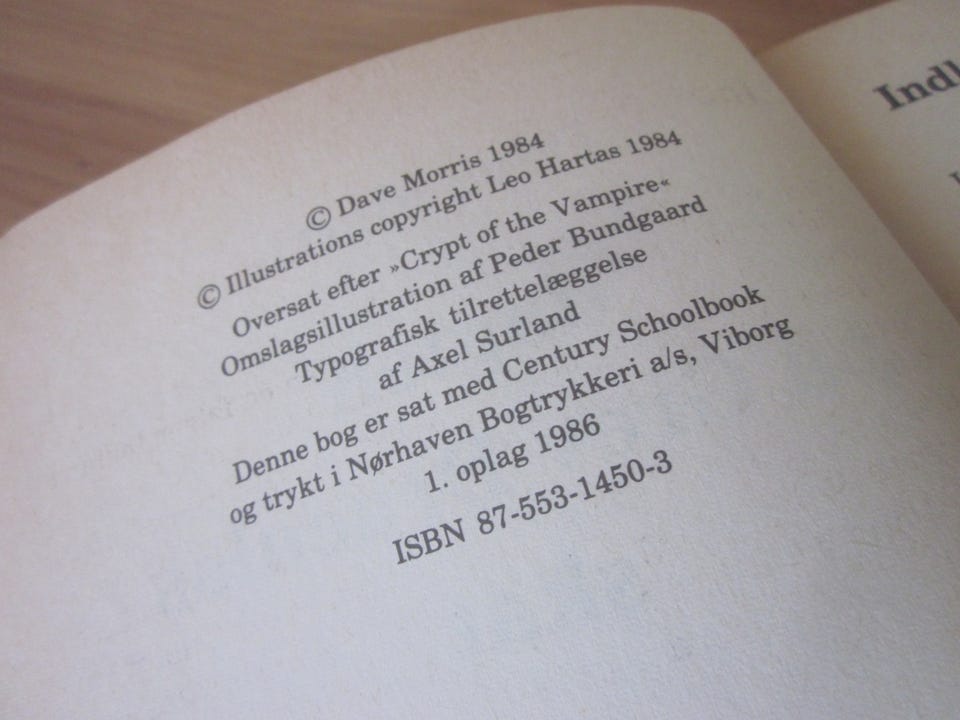 © Dave Morris 1984
© Illustrations copyright Leo Hartas 1984
Oversat efter »Crypt of the Vampire«
Omslagsillustration af Peder Bundgaard
Typografisk tilrettelæggelse
af Axel Surland
Denne bog er sat med Century Schoolbook
og trykt i Nørhaven Bogtrykkeri a/s, Viborg
1. oplag 1986
ISBN 87-553-1450-3